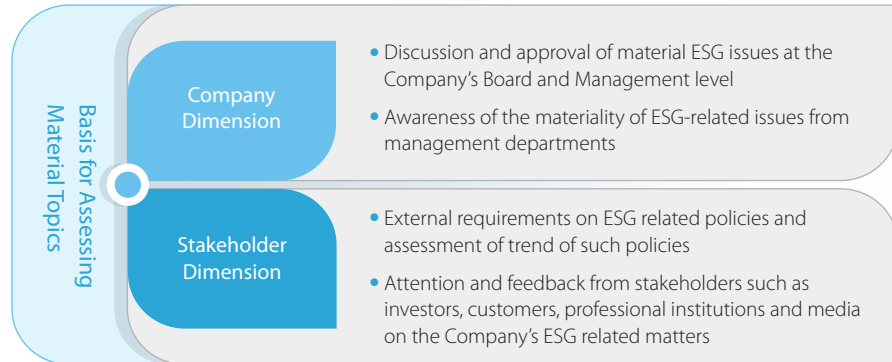 Basis for Assessing
Material Topics
Company
Dimension
• Discussion and approval of material ESG issues at the
Company's Board and Management level
• Awareness of the materiality of ESG-related issues from
management departments
Stakeholder
Dimension
• External requirements on ESG related policies and
assessment of trend of such policies
• Attention and feedback from stakeholders such as
investors, customers, professional institutions and media
on the Company's ESG related matters